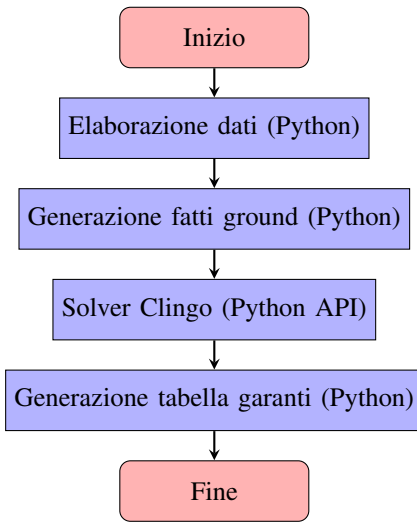 Inizio
Elaborazione dati (Python)
Generazione fatti ground (Python)
Solver Clingo (Python API)
Generazione tabella garanti (Python)
Fine